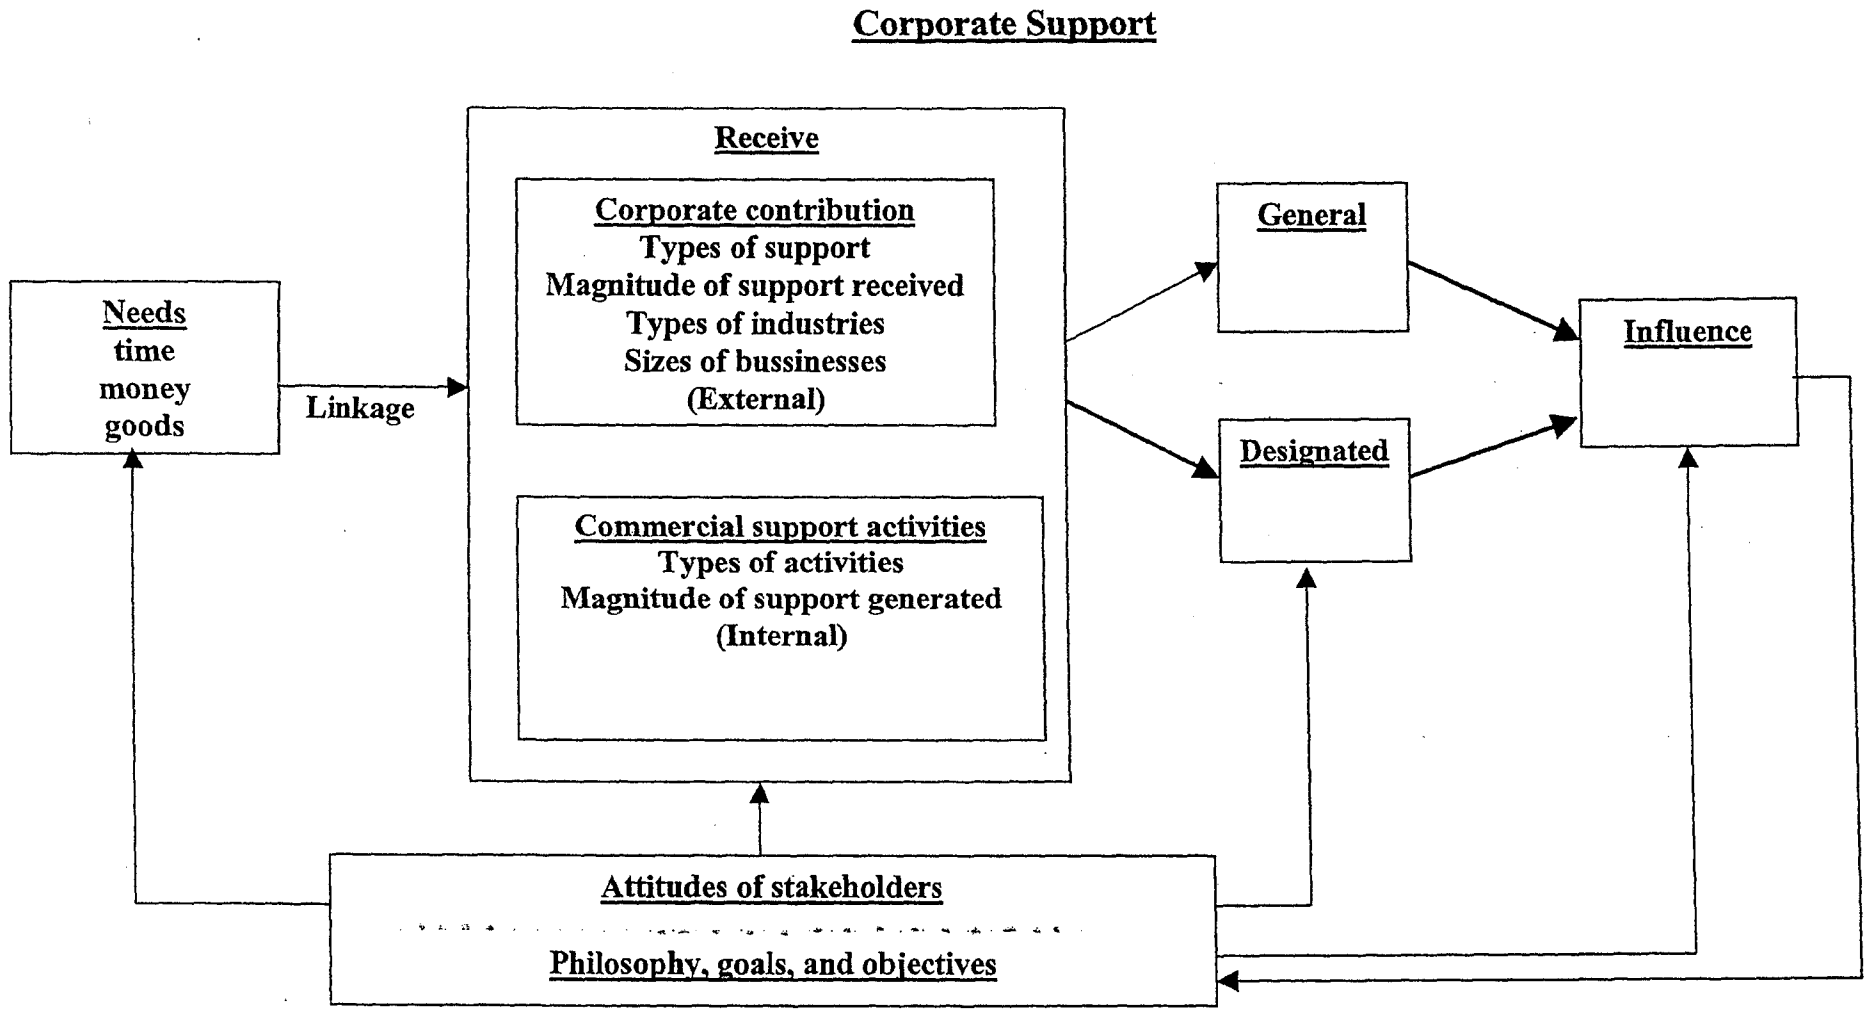 Corporate Support
Receive
Corporate contribution
Types of support
Magnitude of support received
Types of industries
Sizes of bussinesses
(External)
Commercial support activities
Types of activities
Magnitude of support generated
(Internal)
Needs
time
money
goods
Linkage
General
Designated
Influence
Attitudes of stakeholders
Philosophy, goals, and objectives